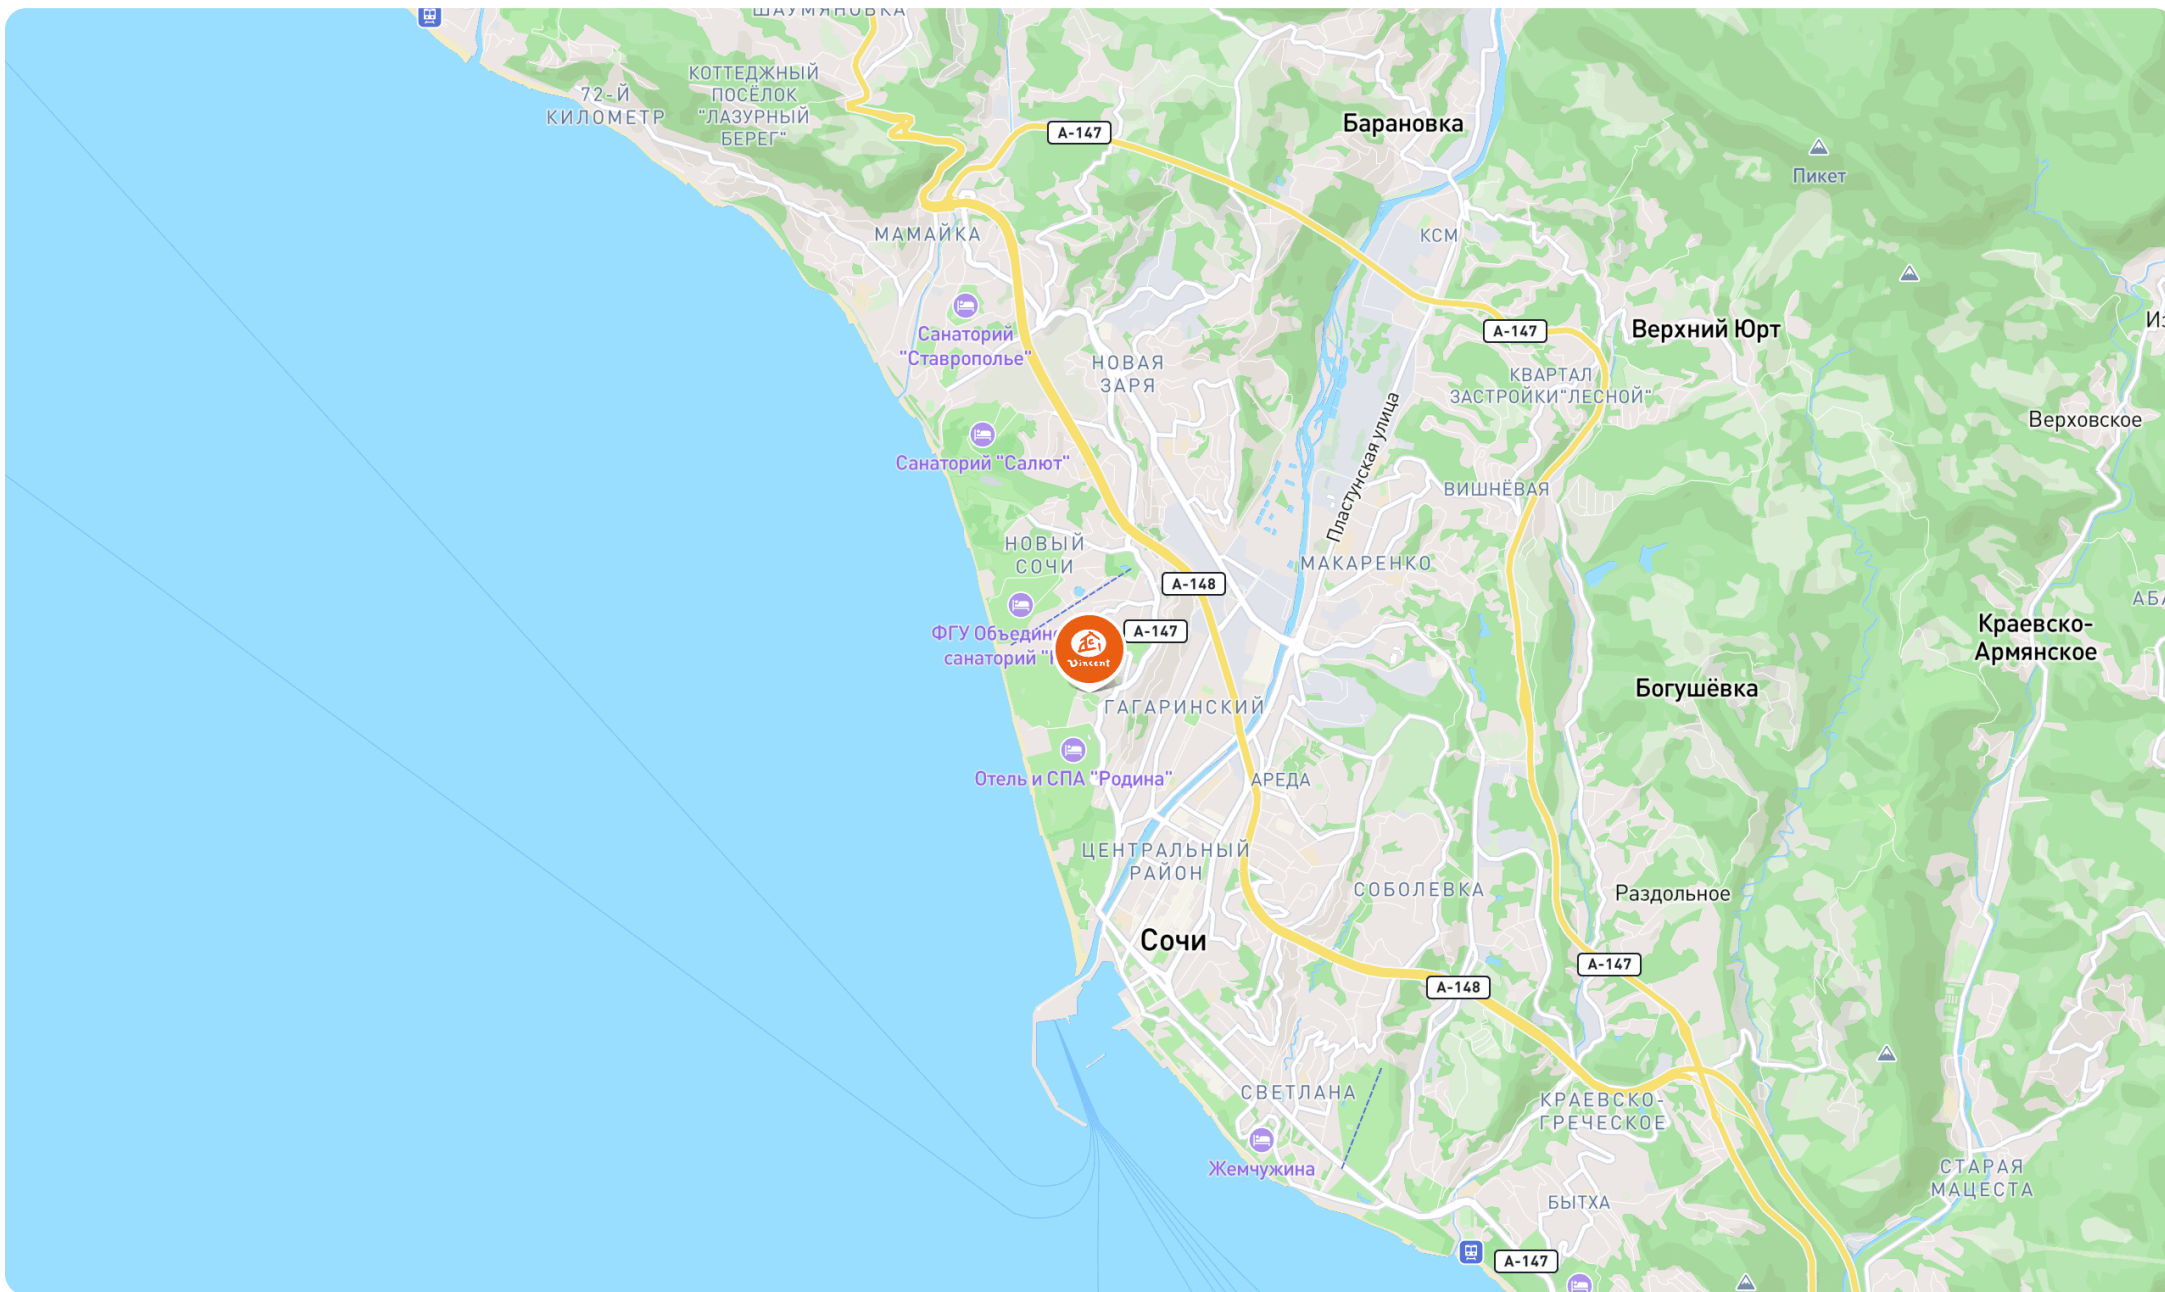 ШАУМЯНОВКА
КОТТЕДЖНЫЙ
ПОСЁЛОК
"ЛАЗУРНЫЙ
БЕРЕГ"
72-Й
КИЛОМЕТР
А-147
Барановка
Пикет
МАМАЙКА
КСМ
Санаторий
"Ставрополье"
А-147
Верхний Юрт
НОВАЯ
ЗАРЯ
КВАРТАЛ
ЗАСТРОЙКИ"ЛЕСНОЙ"
Верховское
Пластунская улица
Санаторий "Салют"
ВИШНЁВАЯ
НОВЫЙ
СОЧИ
МАКАРЕНКО
А-148
ФГУ
санаторий
Vincent
А-147
Краевско-
Армянское
Богушёвка
ГАГАРИНСКИЙ
Отель и СПА "Родина"
АРЕДА
ЦЕНТРАЛЬНЫЙ
РАЙОН
СОБОЛЕВКА
Раздольное
Сочи
А-147
А-148
СВЕТЛАНА
КРАЕВСКО-
ГРЕЧЕСКОЕ
Жемчужина
СТАРАЯ
МАЦЕСТА
БЫТХА
А-147